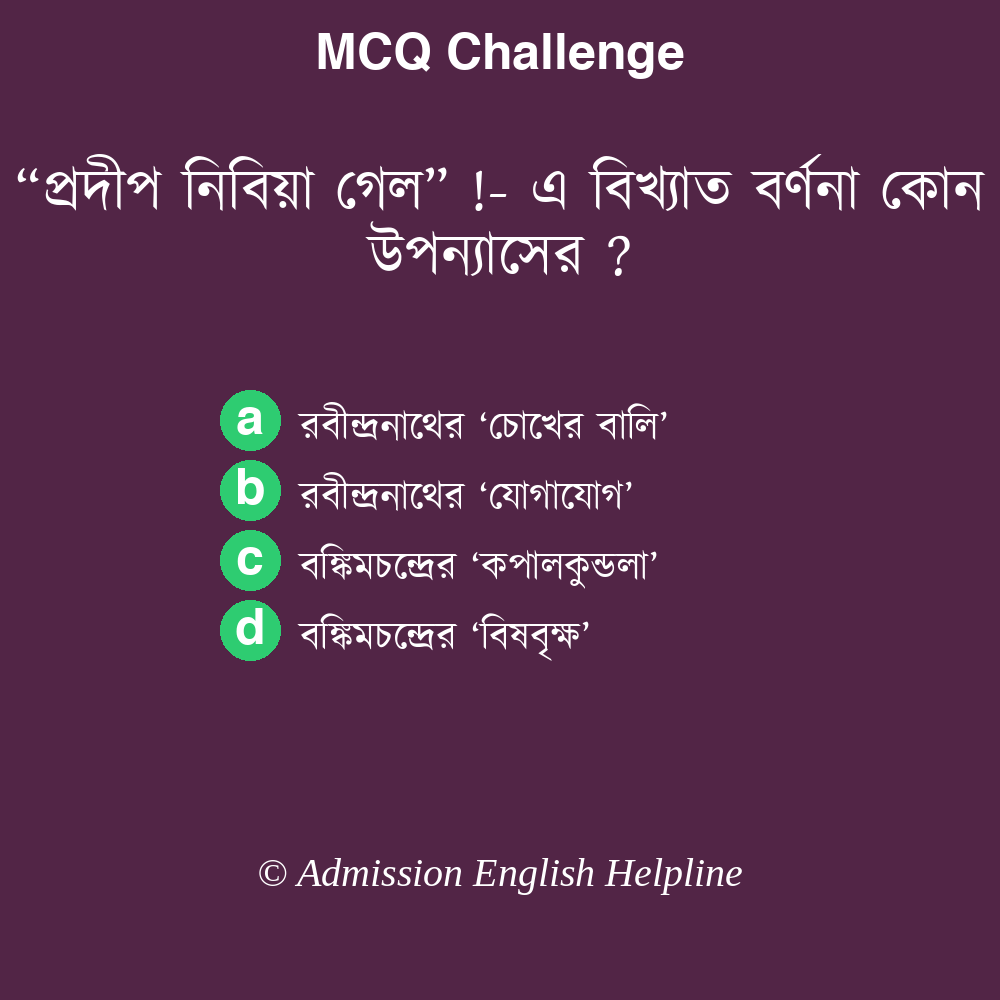 MCQ Challenge
“প্রদীপ নিবিয়া গেল” !- এ বিখ্যাত বর্ণনা কোন
উপন্যাসের ?
a রবীন্দ্রনাথের ‘চোখের বালি’
b রবীন্দ্রনাথের ‘যোগাযোগ’
c বঙ্কিমচন্দ্রের ‘কপালকুন্ডলা’
d বঙ্কিমচন্দ্রের ‘বিষবৃক্ষ’
© Admission English Helpline